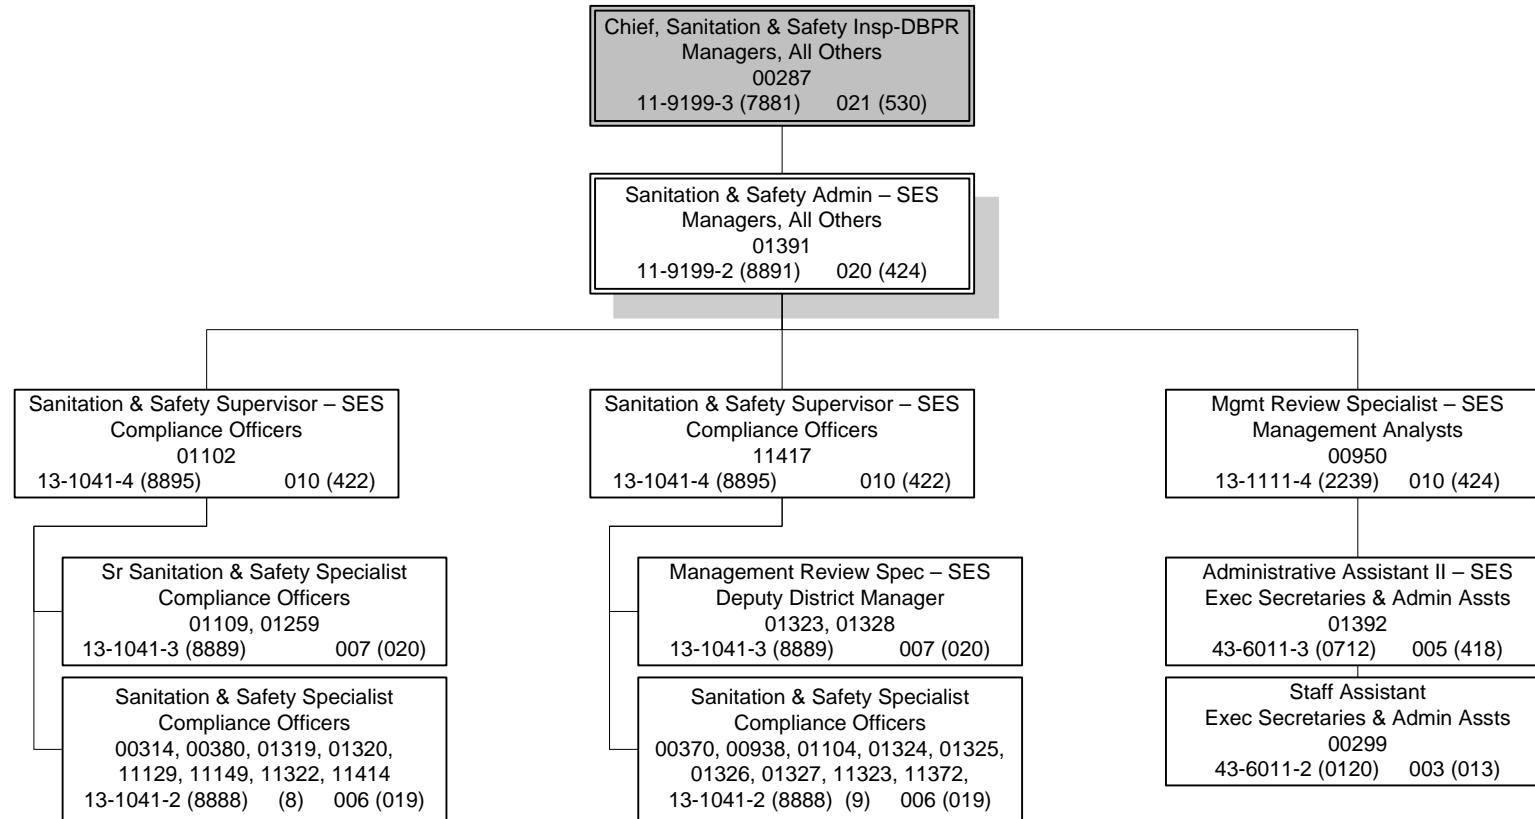 Chief, Sanitation & Safety Insp-DBPR
Managers, All Others
00287
11-9199-3 (7881) 021 (530)
Sanitation & Safety Admin – SES
Managers, All Others
01391
11-9199-2 (8891) 020 (424)
Sanitation & Safety Supervisor – SES
Compliance Officers
01102
13-1041-4 (8895) 010 (422)
Sr Sanitation & Safety Specialist
Compliance Officers
01109, 01259
13-1041-3 (8889) 007 (020)
Sanitation & Safety Specialist
Compliance Officers
00314, 00380, 01319, 01320,
11129, 11149, 11322, 11414
13-1041-2 (8888) (8) 006 (019)
Sanitation & Safety Supervisor – SES
Compliance Officers
11417
13-1041-4 (8895) 010 (422)
Management Review Spec – SES
Deputy District Manager
01323, 01328
13-1041-3 (8889) 007 (020)
Sanitation & Safety Specialist
Compliance Officers
00370, 00938, 01104, 01324, 01325,
01326, 01327, 11323, 11372,
13-1041-2 (8888) (9) 006 (019)
Mgmt Review Specialist – SES
Management Analysts
00950
13-1111-4 (2239) 010 (424)
Administrative Assistant II – SES
Exec Secretaries & Admin Assts
01392
43-6011-3 (0712) 005 (418)
Staff Assistant
Exec Secretaries & Admin Assts
00299
43-6011-2 (0120) 003 (013)